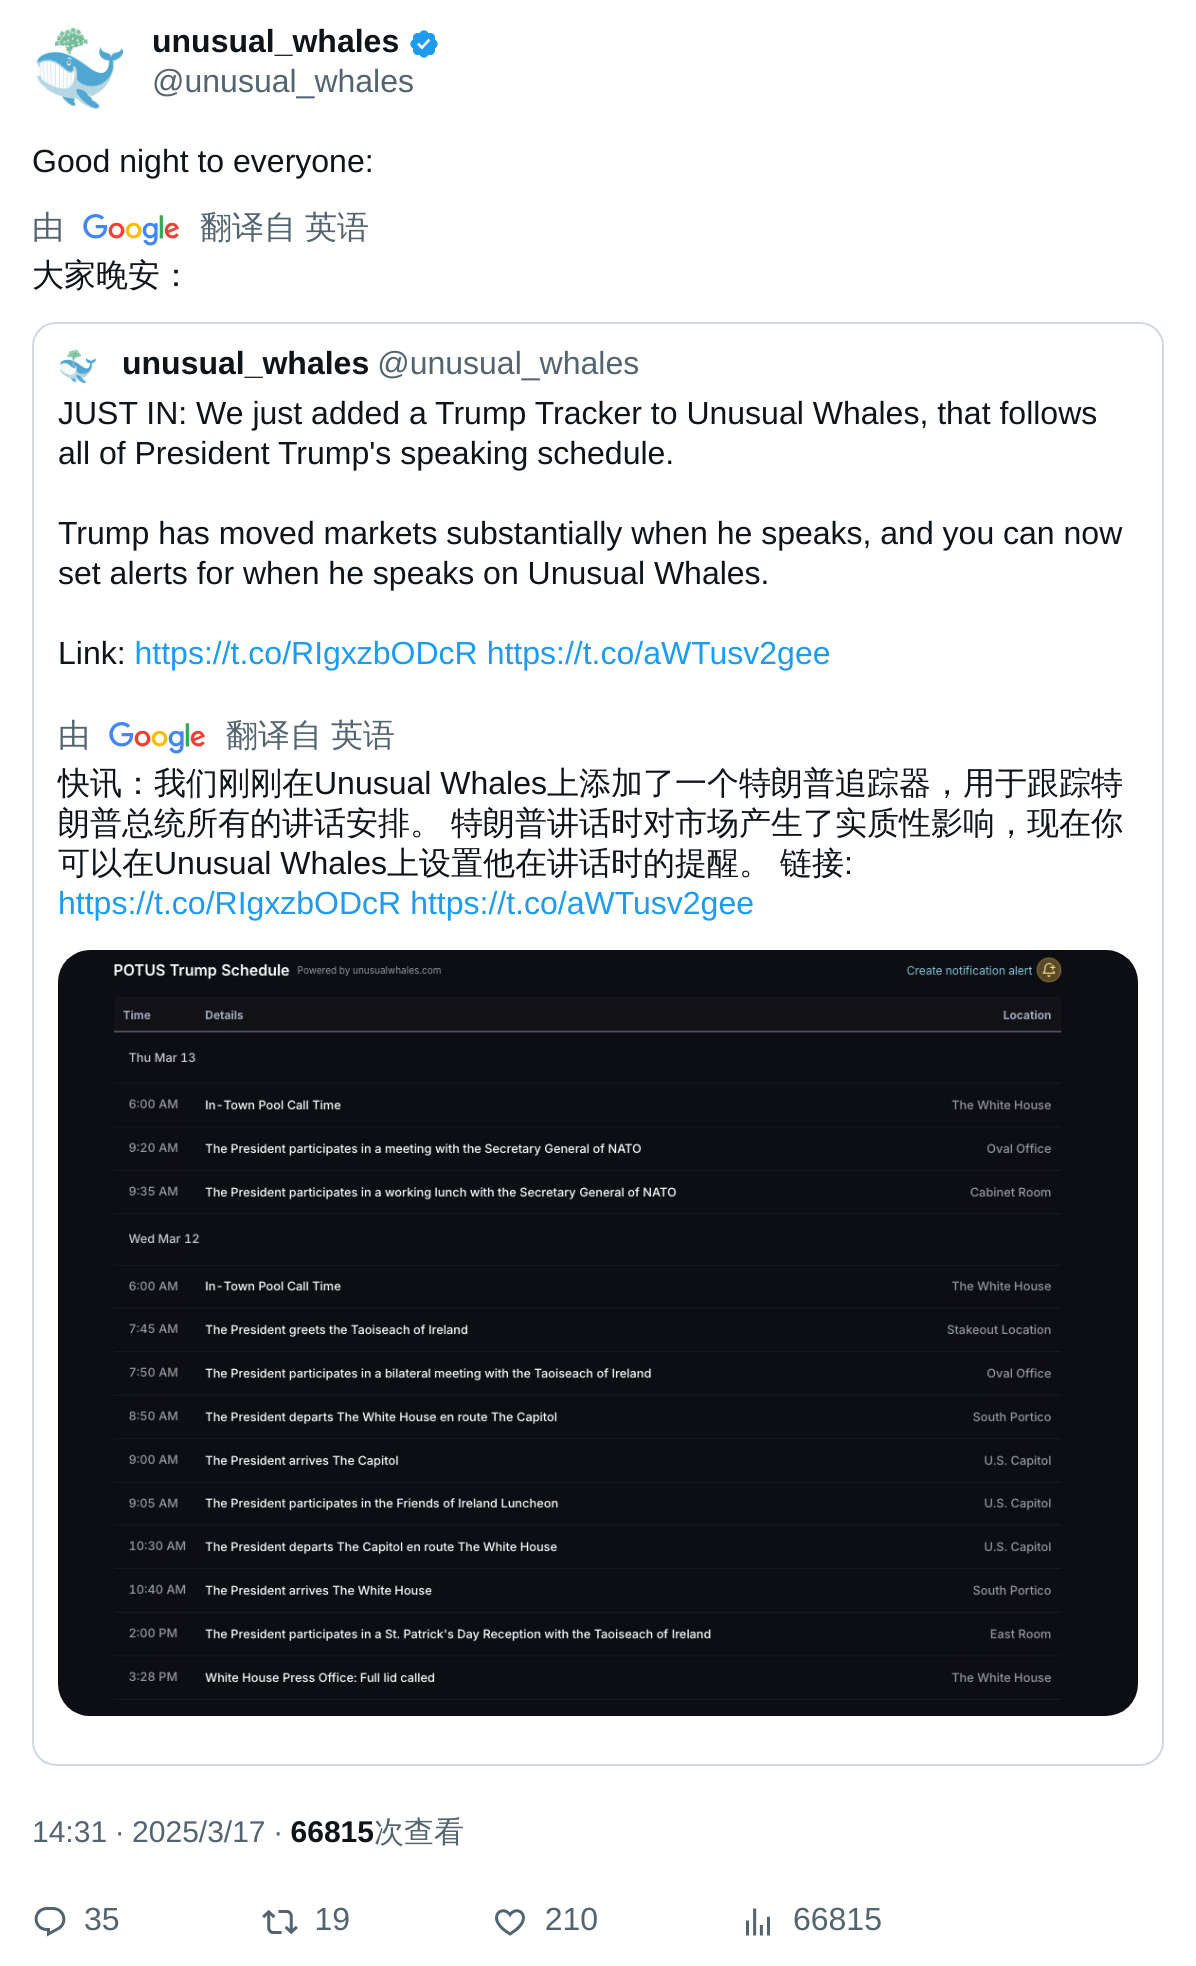 unusual_whales
@unusual_whales
Good night to everyone:
由 Google 翻译自 英语
大家晚安：
unusual_whales @unusual_whales
JUST IN: We just added a Trump Tracker to Unusual Whales, that follows
all of President Trump's speaking schedule.
Trump has moved markets substantially when he speaks, and you can now
set alerts for when he speaks on Unusual Whales.
Link: https://t.co/RIgxzbODcR https://t.co/aWTusv2gee
由 Google 翻译自 英语
快讯：我们刚刚在Unusual Whales上添加了一个特朗普追踪器，用于跟踪特
朗普总统所有的讲话安排。 特朗普讲话时对市场产生了实质性影响，现在你
可以在Unusual Whales上设置他在讲话时的提醒。 链接:
https://t.co/RIgxzbODcR https://t.co/aWTusv2gee
POTUS Trump Schedule Powered by unusualwhales.com Create notification alert
Time Details Location
Thu Mar 13
6:00 AM In-Town Pool Call Time The White House
9:20 AM The President participates in a meeting with the Secretary General of NATO Oval Office
9:35 AM The President participates in a working lunch with the Secretary General of NATO Cabinet Room
Wed Mar 12
6:00 AM In-Town Pool Call Time The White House
7:45 AM The President greets the Taoiseach of Ireland Stakeout Location
7:50 AM The President participates in a bilateral meeting with the Taoiseach of Ireland Oval Office
8:50 AM The President departs The White House en route The Capitol South Portico
9:00 AM The President arrives The Capitol U.S. Capitol
9:05 AM The President participates in the Friends of Ireland Luncheon U.S. Capitol
10:30 AM The President departs The Capitol en route The White House U.S. Capitol
10:40 AM The President arrives The White House South Portico
2:00 PM The President participates in a St. Patrick's Day Reception with the Taoiseach of Ireland East Room
3:28 PM White House Press Office: Full lid called The White House
14:31 · 2025/3/17 · 66815次查看
35 19 210 66815